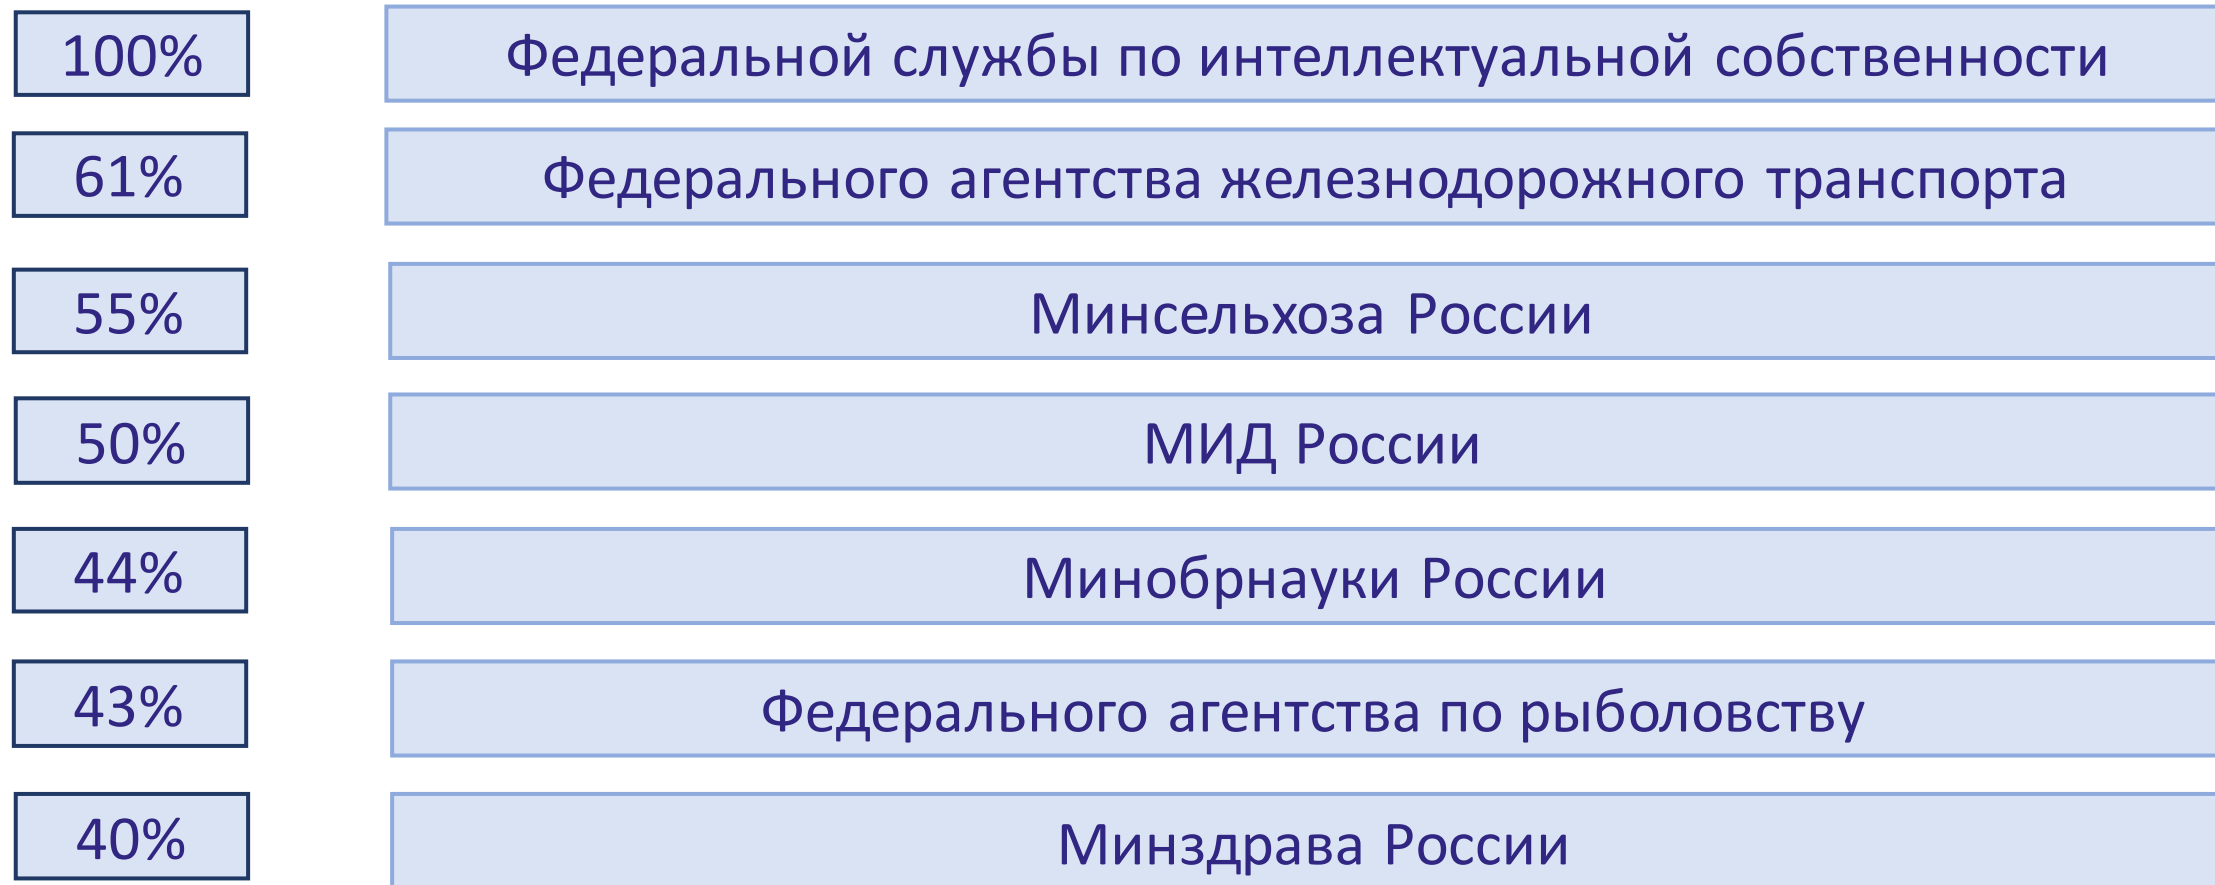 100% Федеральной службы по интеллектуальной собственности
61% Федерального агентства железнодорожного транспорта
55% Минсельхоза России
50% МИД России
44% Минобрнауки России
43% Федерального агентства по рыболовству
40% Минздрава России